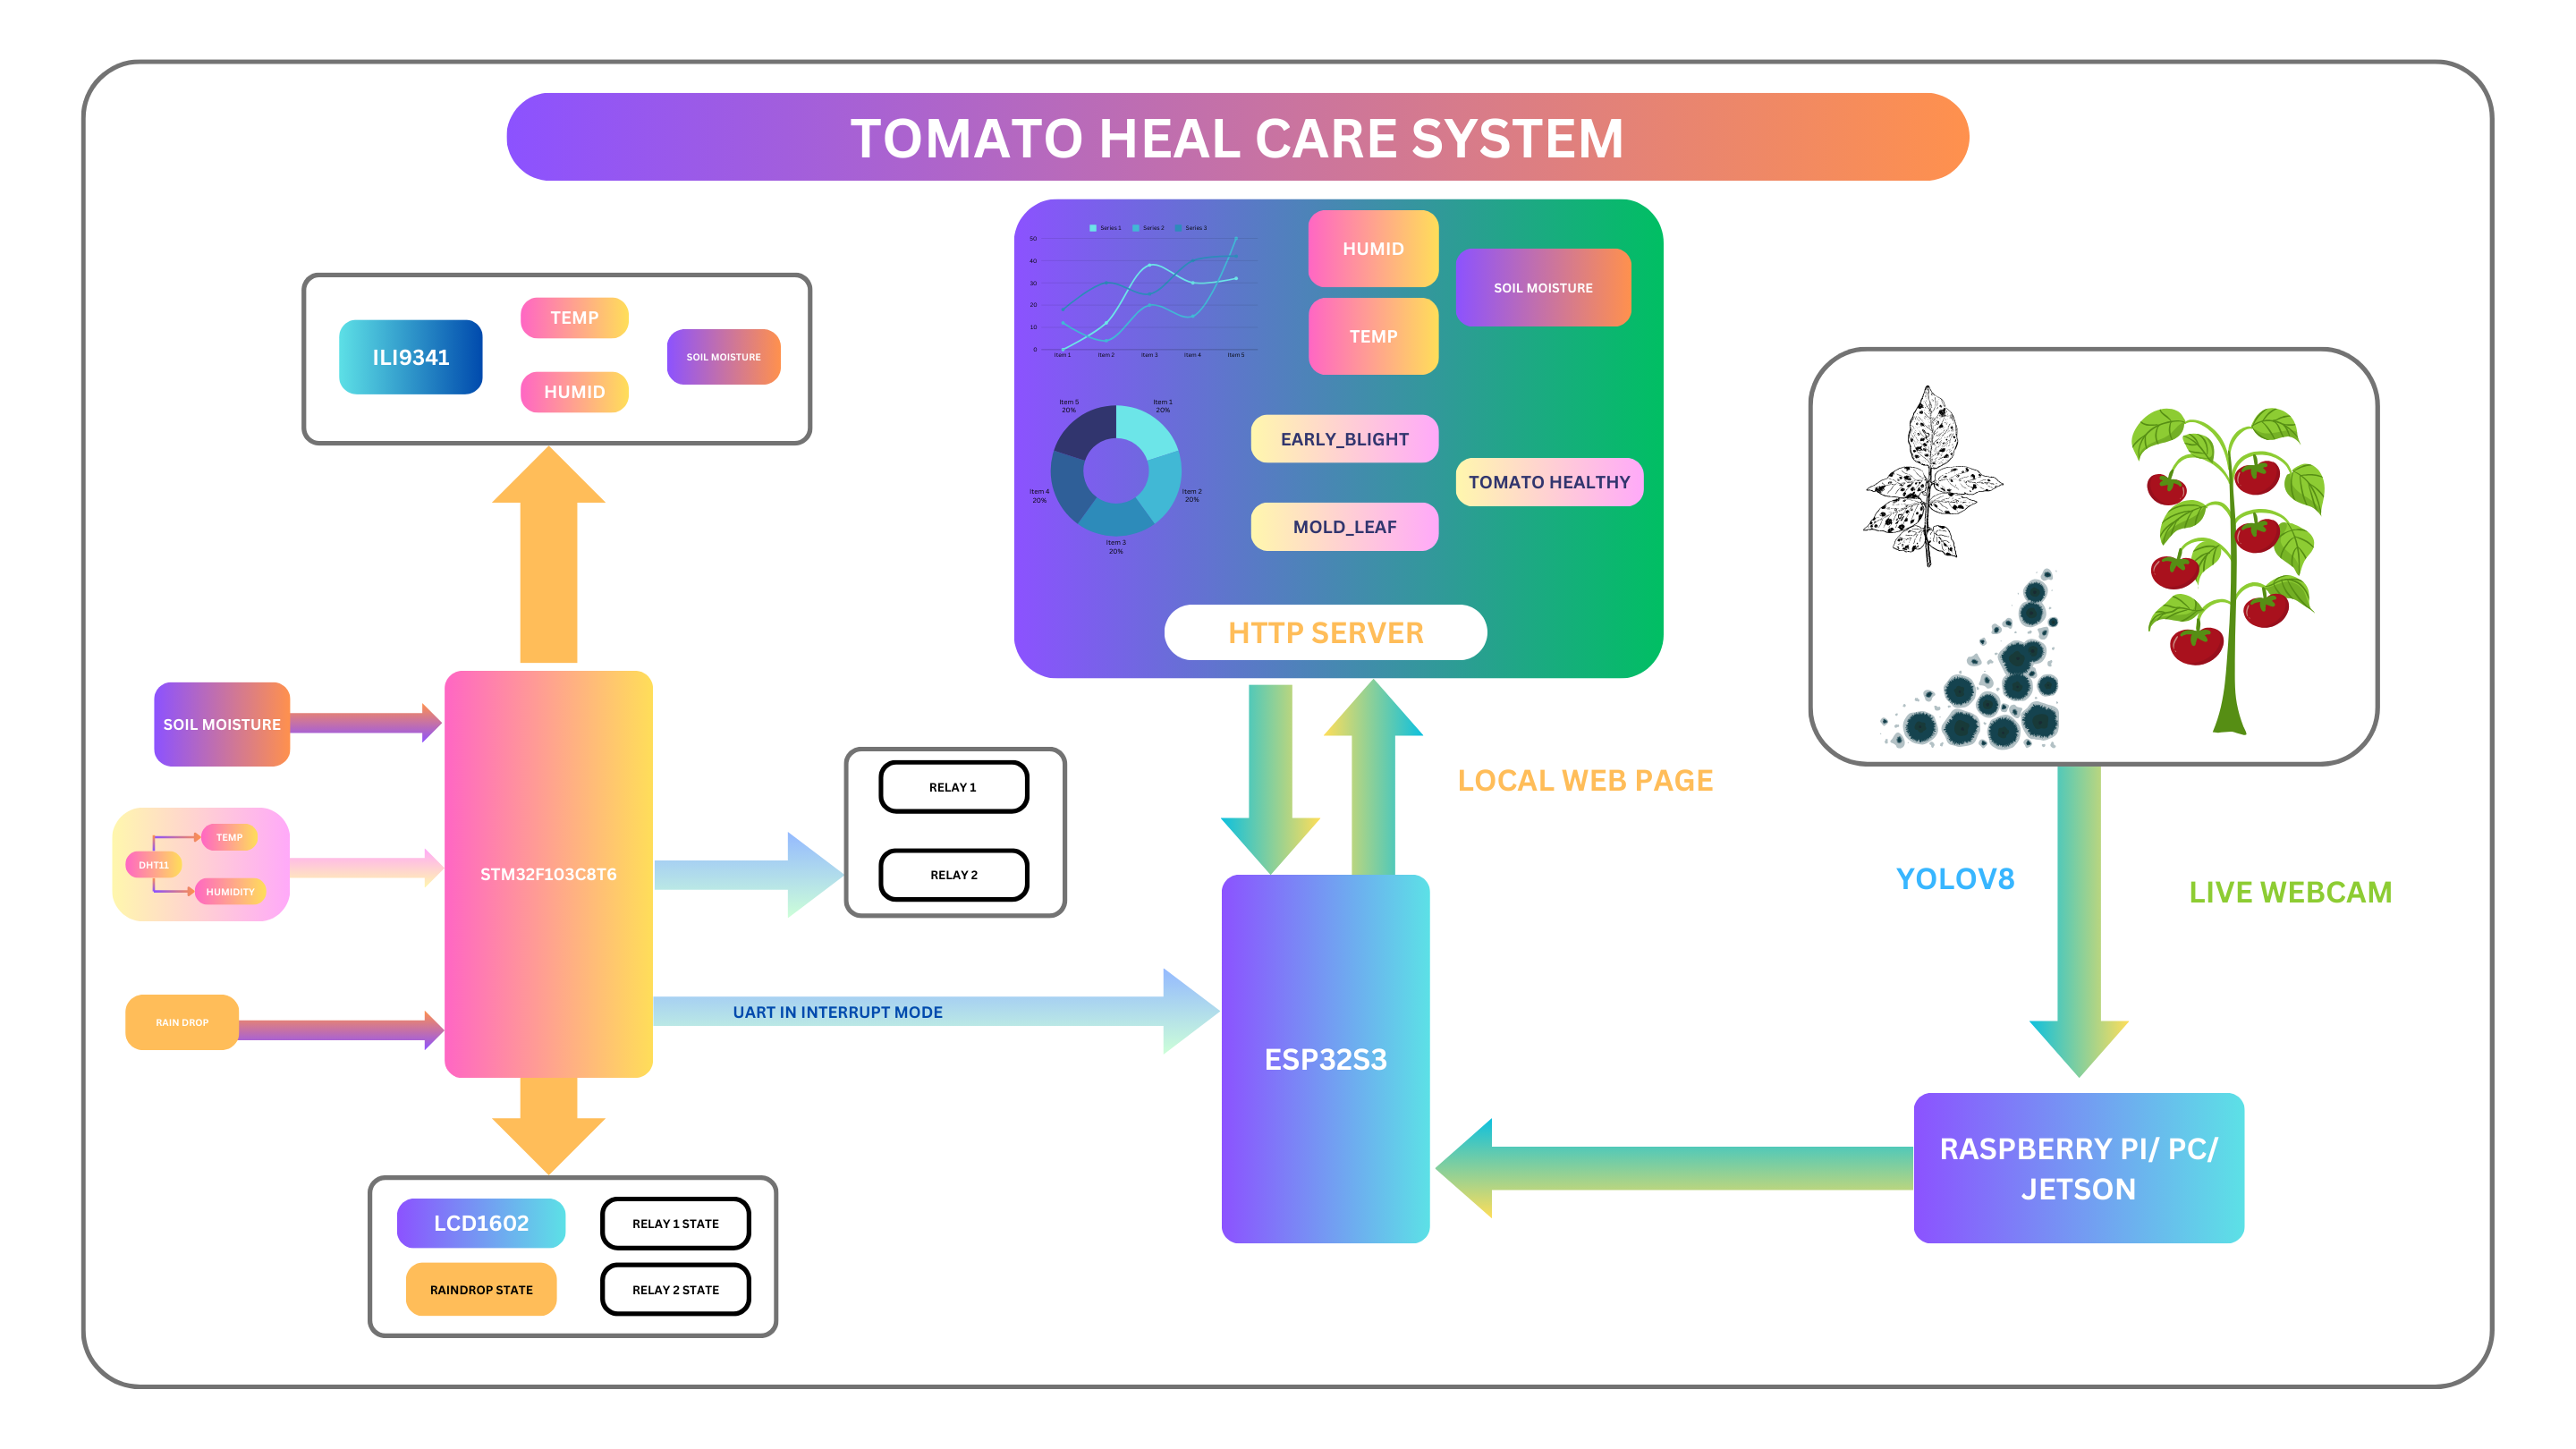 TOMATO HEAL CARE SYSTEM
ILI9341
TEMP
HUMID
SOIL MOISTURE
Series 1
Series 2
Series 3
50
40
30
20
10
0
Item 1
Item 2
Item 3
Item 4
Item 5
HUMID
TEMP
SOIL MOISTURE
Item 5
20%
Item 1
20%
Item 4
20%
Item 2
20%
Item 3
20%
EARLY_BLIGHT
TOMATO HEALTHY
MOLD_LEAF
HTTP SERVER
SOIL MOISTURE
DHT11
TEMP
HUMIDITY
RAIN DROP
STM32F103C8T6
RELAY 1
RELAY 2
UART IN INTERRUPT MODE
LOCAL WEB PAGE
ESP32S3
YOLOV8
LIVE WEBCAM
RASPBERRY PI/ PC/
JETSON
LCD1602
RELAY 1 STATE
RAINDROP STATE
RELAY 2 STATE